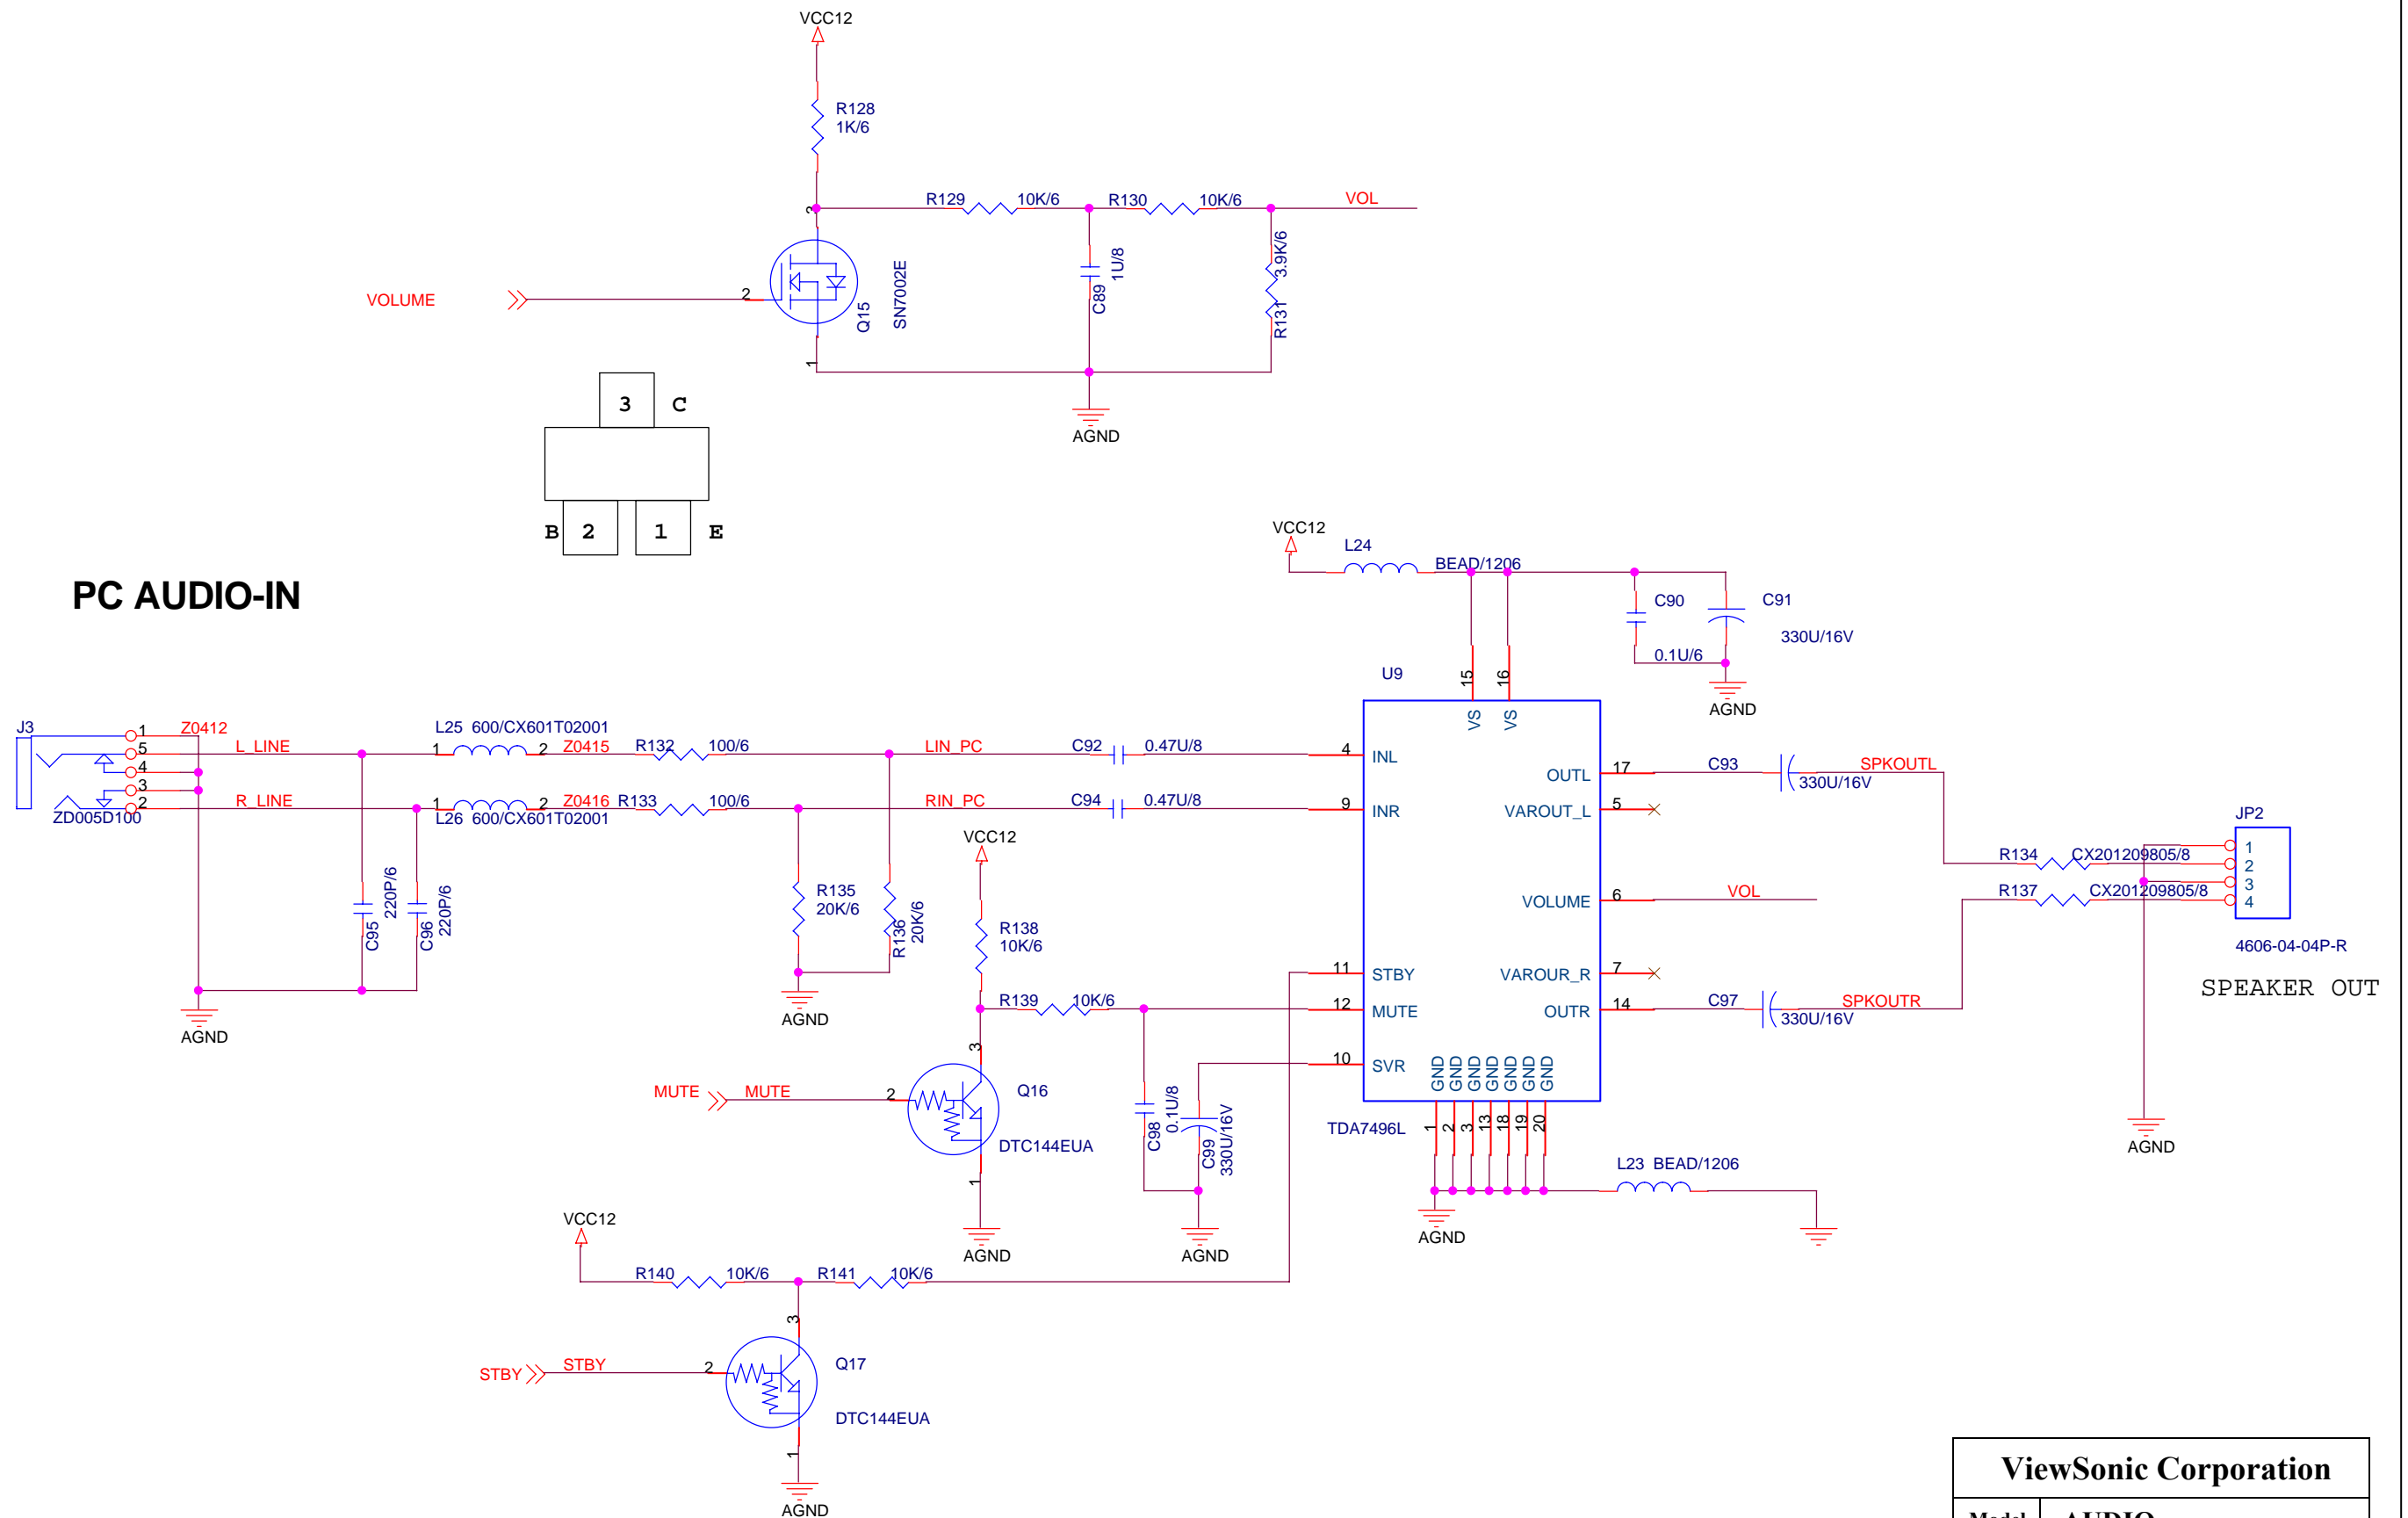 VCC12
R128
1K/6
3
R129 10K/6 R130 10K/6 VOL
VOLUME
2
Q15
SN7002E
1
C89
1U/8
R131
3.9K/6
AGND
3 C
B 2 1 E
PC AUDIO-IN
VCC12
L24
BEAD/1206
C90
0.1U/6
C91
330U/16V
AGND
U9
15 16
VS VS
J3
1 Z0412
5 L_LINE
4
3
2 R_LINE
ZD005D100
L25 600/CX601T02001
1 2 Z0415 R132 100/6 LIN_PC C92 0.47U/8 4 INL
1 2 Z0416 R133 100/6 RIN_PC C94 0.47U/8 9 INR
L26 600/CX601T02001
C95
220P/6
C96
220P/6
AGND
R135
20K/6
R136
20K/6
AGND
VCC12
R138
10K/6
R139 10K/6
11 STBY
12 MUTE
10 SVR
OUTL 17 C93 330U/16V SPKOUTL
VAROUT_L 5
VOLUME 6 VOL
VAROUR_R 7
OUTR 14 C97 330U/16V SPKOUTR
JP2
R134 CX201209805/8
R137 CX201209805/8
1
2
3
4
4606-04-04P-R
SPEAKER OUT
AGND
MUTE MUTE 2
3
Q16
DTC144EUA
1
AGND
C98
0.1U/8
C99
330U/16V
AGND
GND GND GND GND GND GND GND
TDA7496L
1 2 3 13 18 19 20
L23 BEAD/1206
AGND
VCC12
R140 10K/6 R141 10K/6
3
STBY STBY 2
Q17
DTC144EUA
1
AGND
ViewSonic Corporation
Model AUDIO